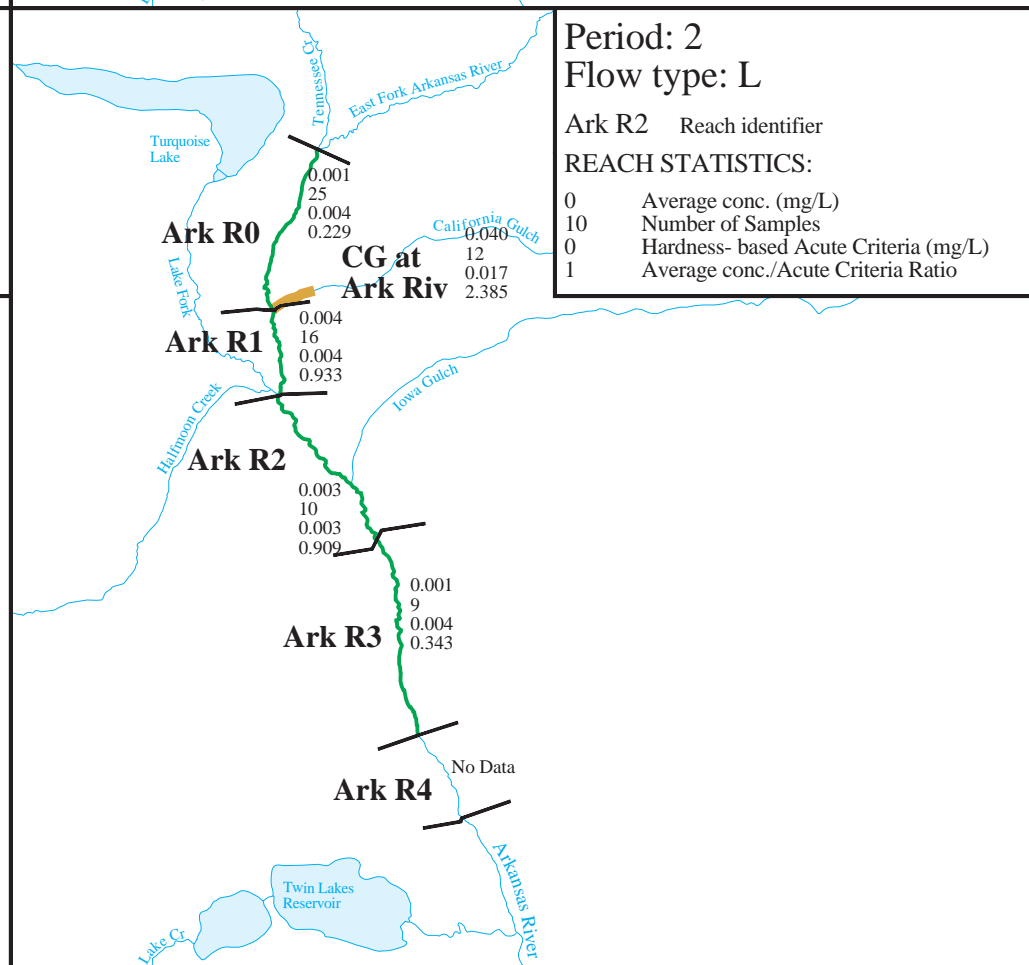 Period: 2
Flow type: L
Ark R2 Reach identifier
REACH STATISTICS:
0 Average conc. (mg/L)
10 Number of Samples
0 Hardness- based Acute Criteria (mg/L)
1 Average conc./Acute Criteria Ratio
Tennessee Cr
East Fork Arkansas River
Turquoise
Lake
0.001
25
0.004
0.229
Ark R0
California Gulch
CG at
Ark Riv
0.040
12
0.017
2.385
Lake Fork
Ark R1
0.004
16
0.004
0.933
Iowa Gulch
Halfmoon Creek
Ark R2
0.003
10
0.003
0.909
Ark R3
0.001
9
0.004
0.343
No Data
Ark R4
Arkansas River
Twin Lakes
Reservoir
Lake Cr